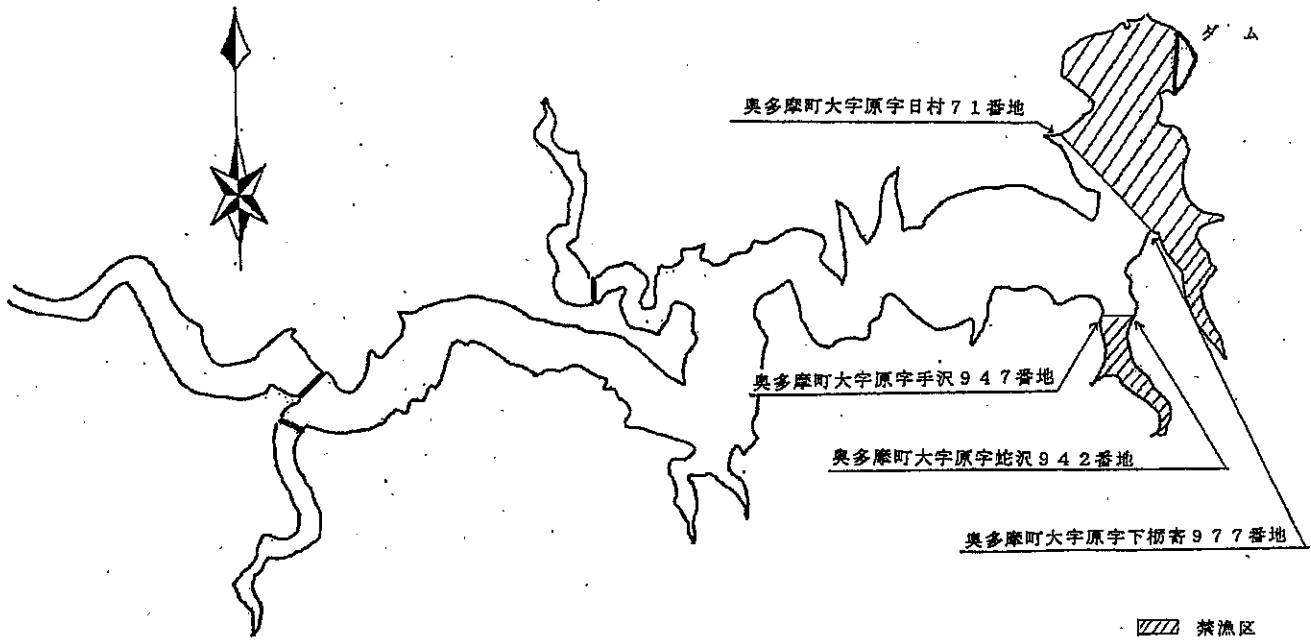 ダム
奥多摩町大字原字日村７１番地
奥多摩町大字原字手沢９４７番地
奥多摩町大字原字蛇沢９４２番地
奥多摩町大字原字下栃寄９７７番地
禁漁区